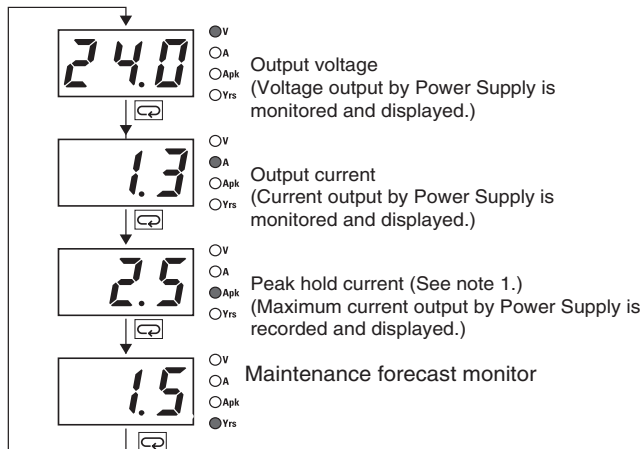 24.0
V
A
Apk
Yrs
Output voltage
(Voltage output by Power Supply is
monitored and displayed.)
1.3
V
A
Apk
Yrs
Output current
(Current output by Power Supply is
monitored and displayed.)
2.5
V
A
Apk
Yrs
Peak hold current (See note 1.)
(Maximum current output by Power Supply is
recorded and displayed.)
1.5
V
A
Apk
Yrs
Maintenance forecast monitor